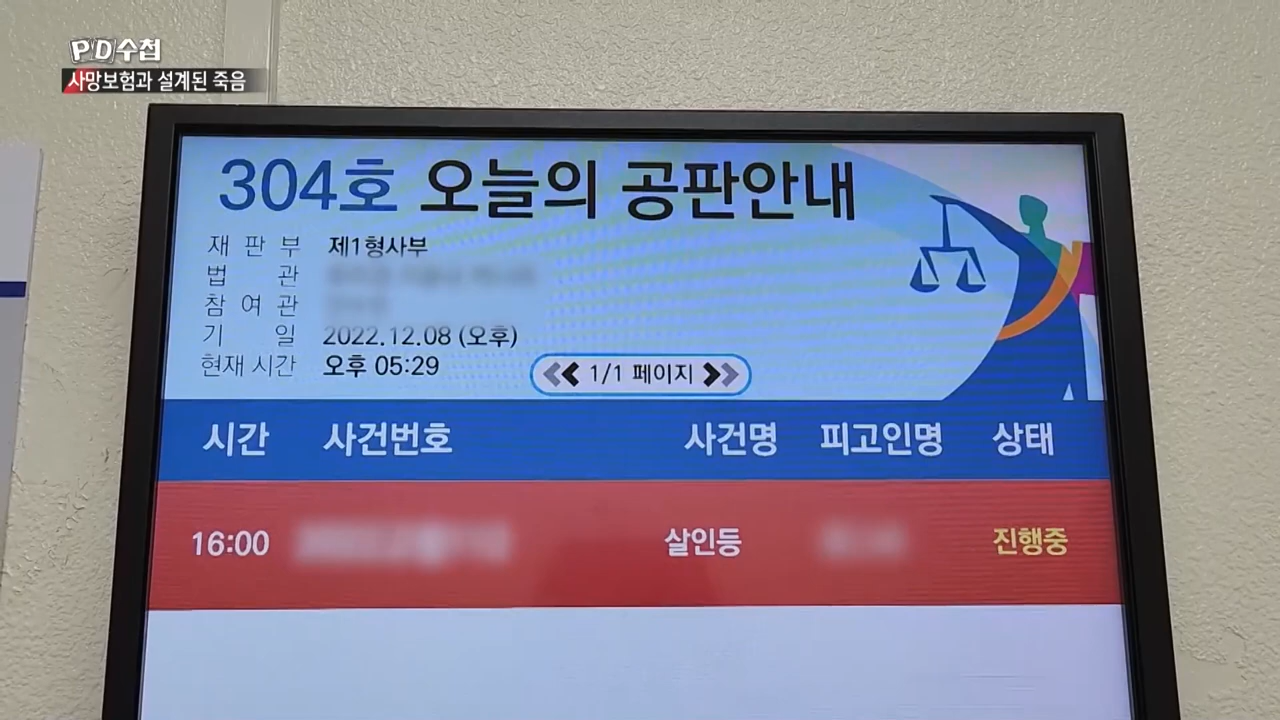 PD수첩
사망보험과 설계된 죽음
304호 오늘의 공판안내
재 판 부 제1형사부
법 관
참 여 관
기 일 2022.12.08 (오후)
현재 시간 오후 05:29
1/1 페이지
시간 사건번호 사건명 피고인명 상태
16:00 살인등 진행중